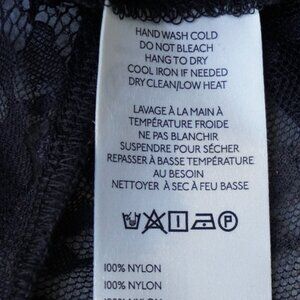 HAND WASH COLD
DO NOT BLEACH
HANG TO DRY
COOL IRON IF NEEDED
DRY CLEAN/LOW HEAT
LAVAGE À LA MAIN À
TEMPÉRATURE FROIDE
NE PAS BLANCHIR
SUSPENDRE POUR SÉCHER
REPASSER À BASSE TEMPÉRATURE
AU BESOIN
NETTOYER À SEC À FEU BASSE
P
100% NYLON
100% NYLON
100% NYLON